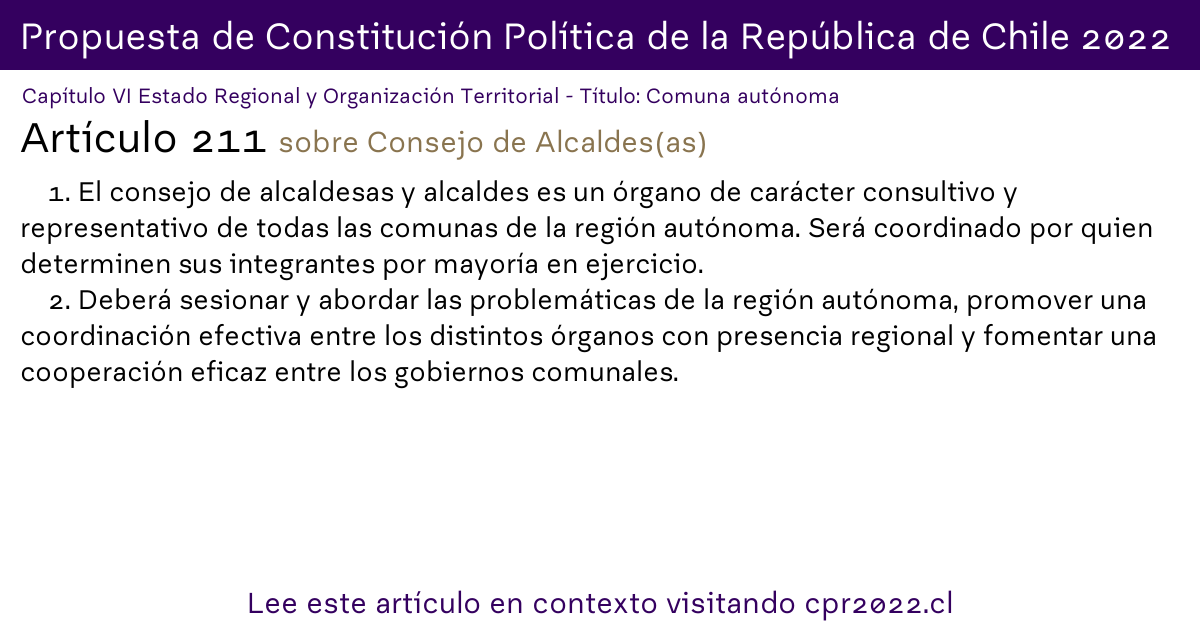 Propuesta de Constitución Política de la República de Chile 2022
Capítulo VI Estado Regional y Organización Territorial - Título: Comuna autónoma
Artículo 211 sobre Consejo de Alcaldes(as)
1. El consejo de alcaldesas y alcaldes es un órgano de carácter consultivo y
representativo de todas las comunas de la región autónoma. Será coordinado por quien
determinen sus integrantes por mayoría en ejercicio.
2. Deberá sesionar y abordar las problemáticas de la región autónoma, promover una
coordinación efectiva entre los distintos órganos con presencia regional y fomentar una
cooperación eficaz entre los gobiernos comunales.
Lee este artículo en contexto visitando cpr2022.cl